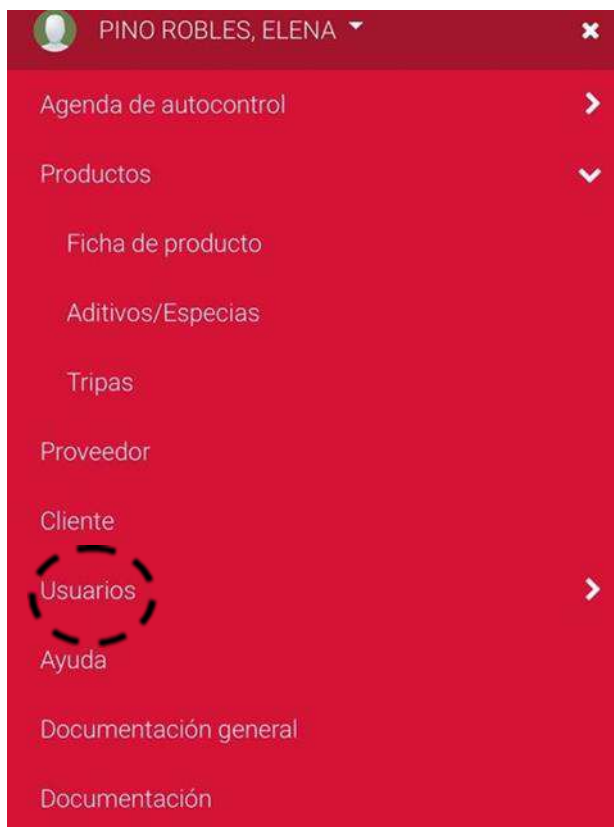 PINO ROBLES, ELENA
Agenda de autocontrol
Productos
Ficha de producto
Aditivos/Especias
Tripas
Proveedor
Cliente
Usuarios
Ayuda
Documentación general
Documentación